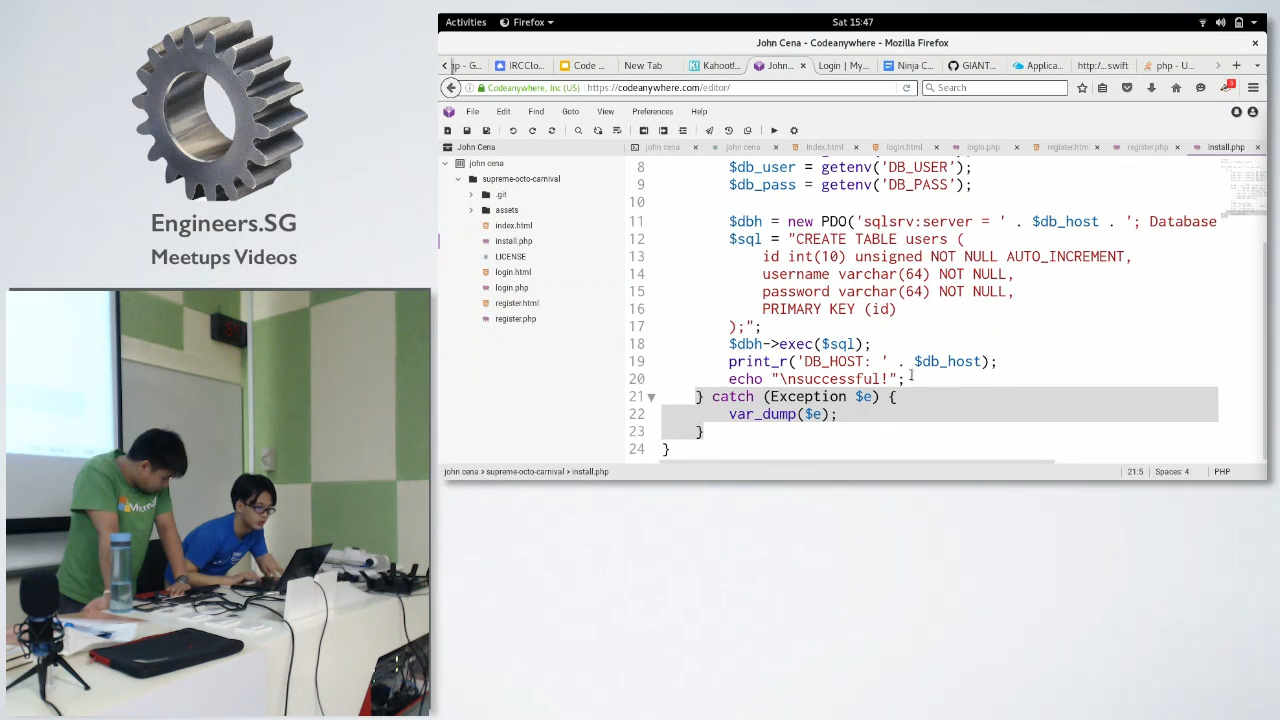 Engineers.SG
Meetups Videos
Activities
Firefox
Sat 15:47
John Cena - Codeanywhere - Mozilla Firefox
IRCClo
Code ...
New Tab
Kahoot!
John...
Login | My...
Ninja C...
GIANT...
Applica...
http:/...swift
php - U...
Codeanywhere, Inc (US)
https://codeanywhere.com/editor/
Search
3
File
Edit
Find
Goto
View
Preferences
Help
John Cena
john cena
john cena
index.html
login.html
login.php
register.html
register.php
install.php
john cena
supreme-octo-carnival
.git
assets
index.html
install.php
LICENSE
login.html
login.php
register.html
register.php
8 $db_user = getenv('DB_USER');
9 $db_pass = getenv('DB_PASS');
10
11 $dbh = new PDO('sqlsrv:server = ' . $db_host . '; Database
12 $sql = "CREATE TABLE users (
13 id int(10) unsigned NOT NULL AUTO_INCREMENT,
14 username varchar(64) NOT NULL,
15 password varchar(64) NOT NULL,
16 PRIMARY KEY (id)
17 );";
18 $dbh->exec($sql);
19 print_r('DB_HOST: ' . $db_host);
20 echo "\nsuccessful!";
21 } catch (Exception $e) {
22 var_dump($e);
23 }
24 }
john cena › supreme-octo-carnival › install.php
21:5
Spaces: 4
PHP